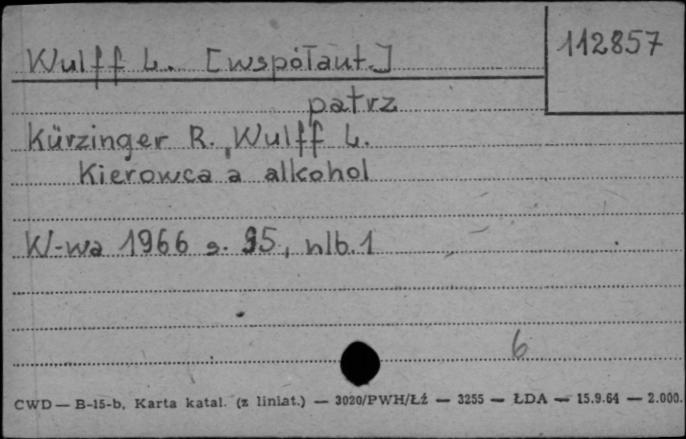 112857
Wulff L. [współaut.]
patrz
Kürzinger R., Wulff L.
Kierowca a alkohol
W-wa 1966 s. 95, nlb. 1
6
CWD — B-15-b, Karta katal. (z liniat.) — 3020/PWH/Łź — 3255 — ŁDA — 15.9.64 — 2.000.